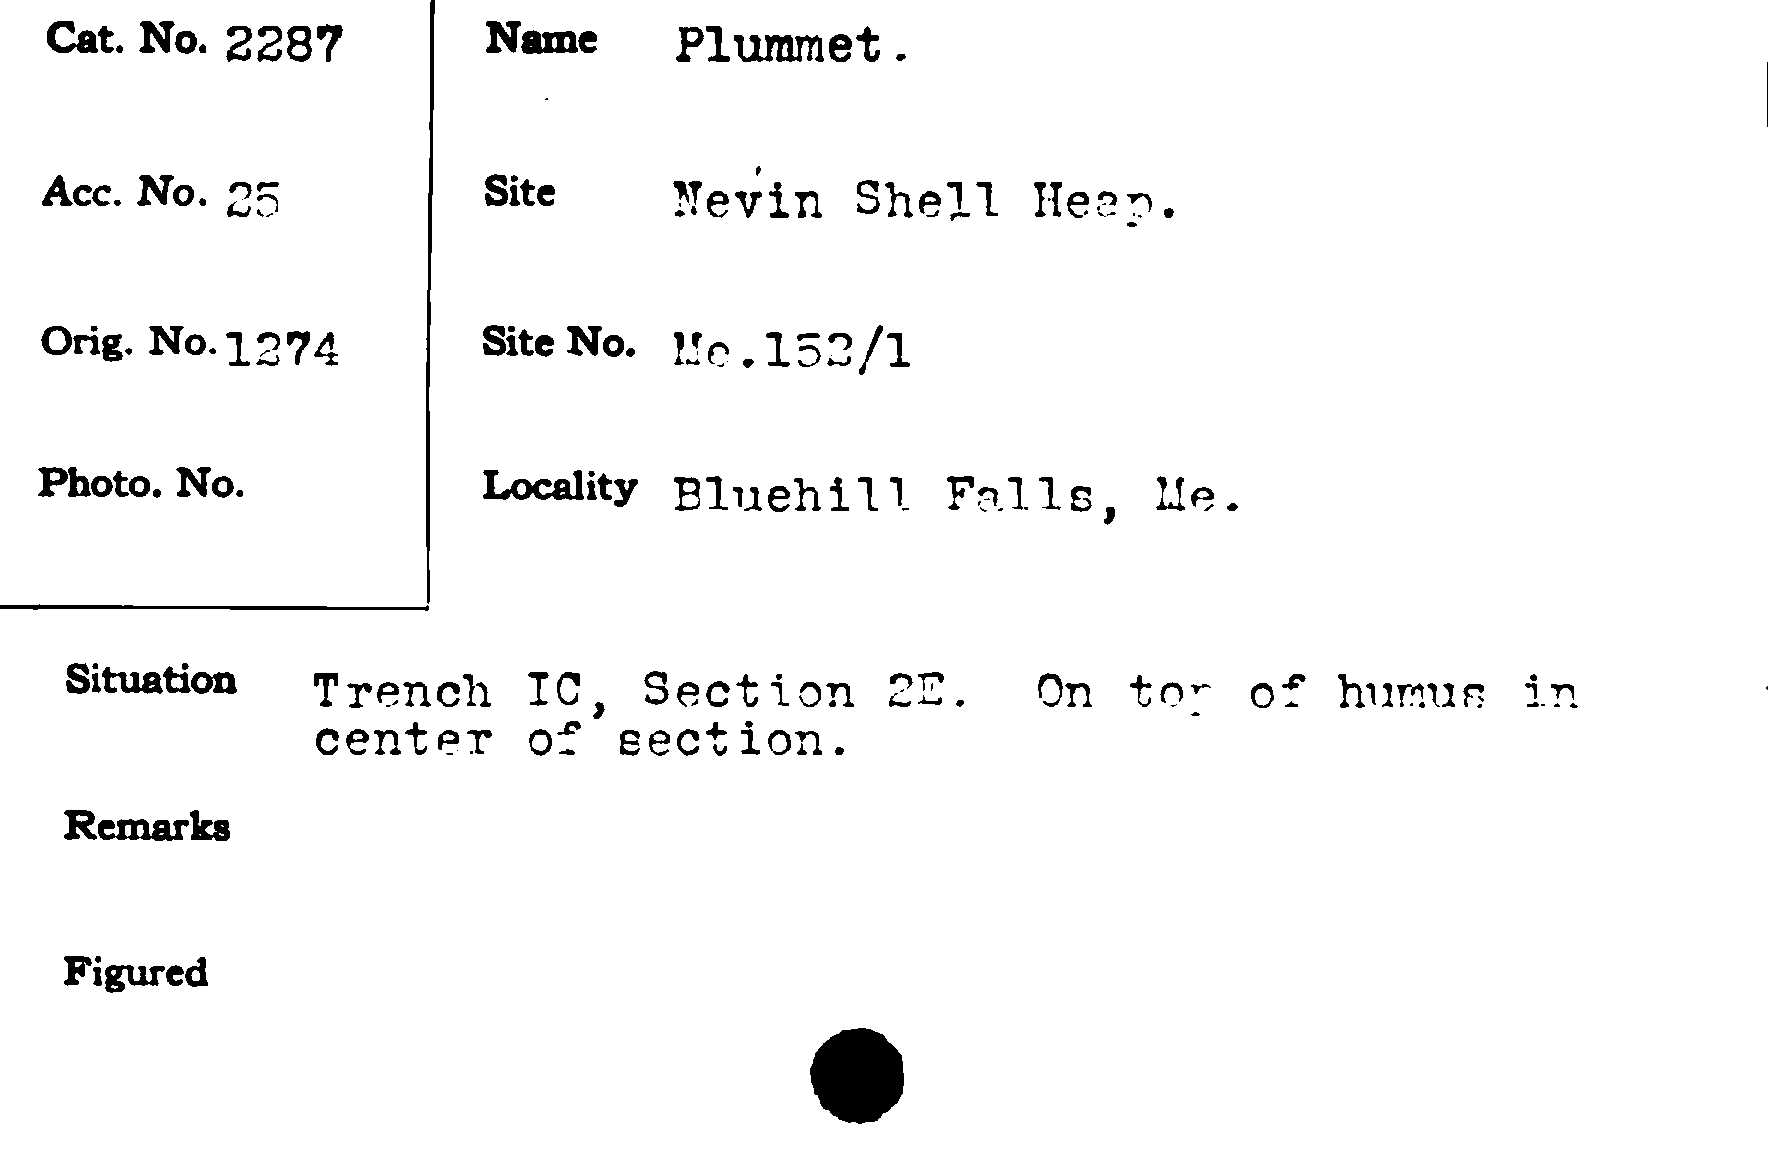 Cat. No. 2287
Name Plummet.
Acc. No. 25
Site Nevin Shell Heap.
Orig. No. 1274
Site No. Me.152/1
Photo. No.
Locality Bluehill Falls, Me.
Situation Trench IC, Section 2E. On top of humus in
center of section.
Remarks
Figured